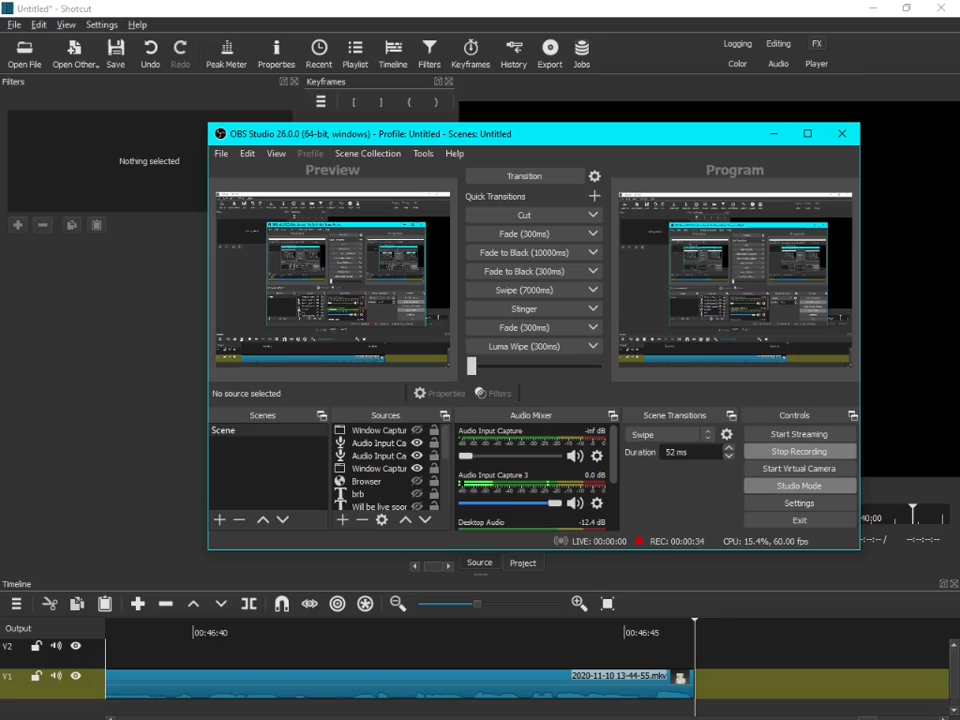 Untitled* - Shotcut
File Edit View Settings Help
Open File Open Other.. Save Undo Redo Peak Meter Properties Recent Playlist Timeline Filters Keyframes History Export Jobs
Logging Editing FX
Color Audio Player
Filters
Keyframes
Nothing selected
OBS Studio 26.0.0 (64-bit, windows) - Profile: Untitled - Scenes: Untitled
File Edit View Profile Scene Collection Tools Help
Preview
Program
Transition
Quick Transitions
Cut
Fade (300ms)
Fade to Black (10000ms)
Fade to Black (300ms)
Swipe (7000ms)
Stinger
Fade (300ms)
Luma Wipe (300ms)
No source selected
Properties Filters
Scenes
Scene
Sources
Window Captur
Audio Input Ca
Audio Input Ca
Window Captur
Browser
brb
Will be live soor
Audio Mixer
Audio Input Capture -inf dB
Audio Input Capture 3 0.0 dB
Desktop Audio -12.4 dB
Scene Transitions
Swipe
Duration 52 ms
Controls
Start Streaming
Stop Recording
Start Virtual Camera
Studio Mode
Settings
Exit
LIVE: 00:00:00 REC: 00:00:34 CPU: 15.4%, 60.00 fps
40;00
--:--:--/ --:--:--
Source Project
Timeline
Output
00:46:40 00:46:45
V2
V1
2020-11-10 13-44-55.mkv